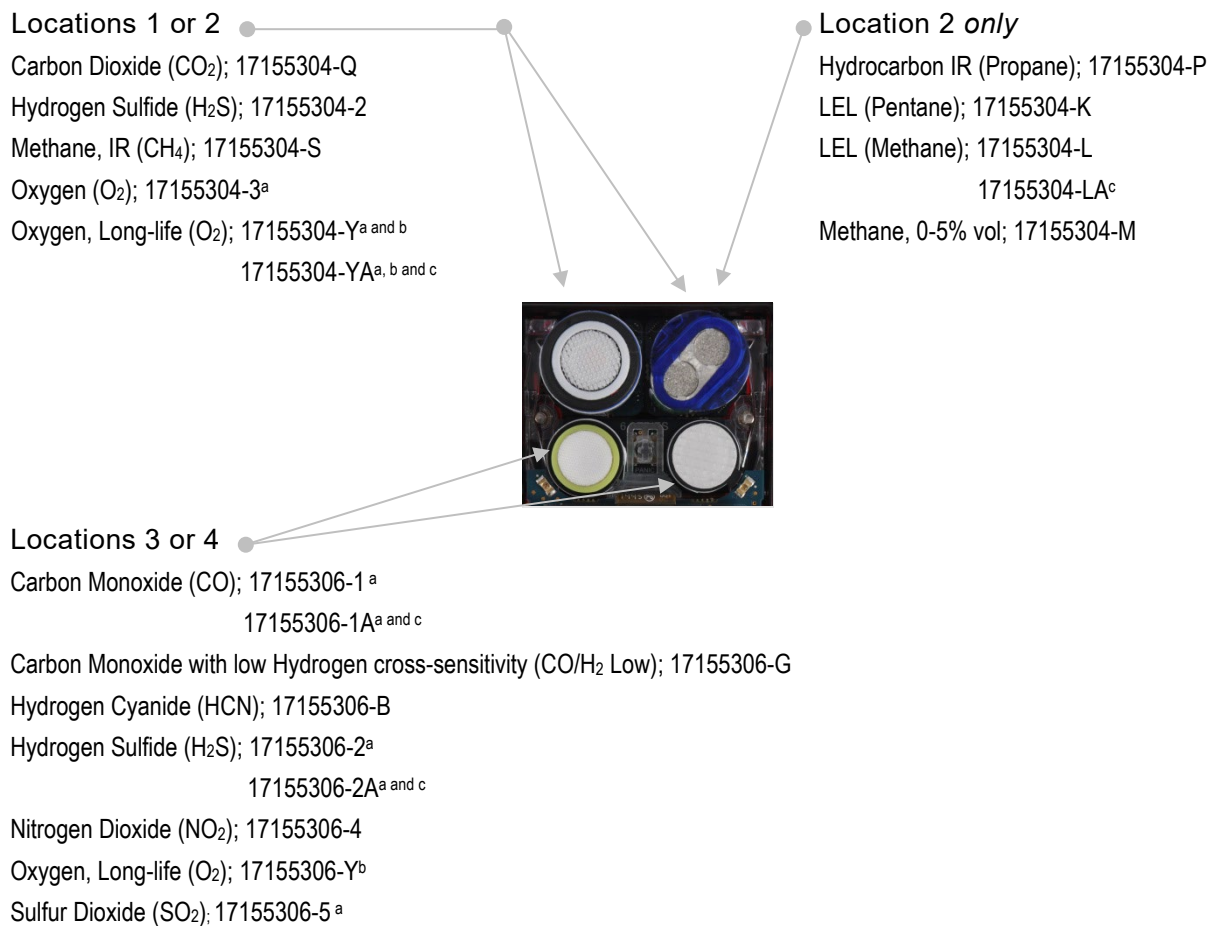 Locations 1 or 2
Carbon Dioxide (CO₂); 17155304-Q
Hydrogen Sulfide (H₂S); 17155304-2
Methane, IR (CH₄); 17155304-S
Oxygen (O₂); 17155304-3ᵃ
Oxygen, Long-life (O₂); 17155304-Yᵃ ᵃⁿᵈ ᵇ
17155304-YAᵃ, ᵇ ᵃⁿᵈ ᶜ
Location 2 only
Hydrocarbon IR (Propane); 17155304-P
LEL (Pentane); 17155304-K
LEL (Methane); 17155304-L
17155304-LAᶜ
Methane, 0-5% vol; 17155304-M
Locations 3 or 4
Carbon Monoxide (CO); 17155306-1 ᵃ
17155306-1Aᵃ ᵃⁿᵈ ᶜ
Carbon Monoxide with low Hydrogen cross-sensitivity (CO/H₂ Low); 17155306-G
Hydrogen Cyanide (HCN); 17155306-B
Hydrogen Sulfide (H₂S); 17155306-2ᵃ
17155306-2Aᵃ ᵃⁿᵈ ᶜ
Nitrogen Dioxide (NO₂); 17155306-4
Oxygen, Long-life (O₂); 17155306-Yᵇ
Sulfur Dioxide (SO₂); 17155306-5 ᵃ